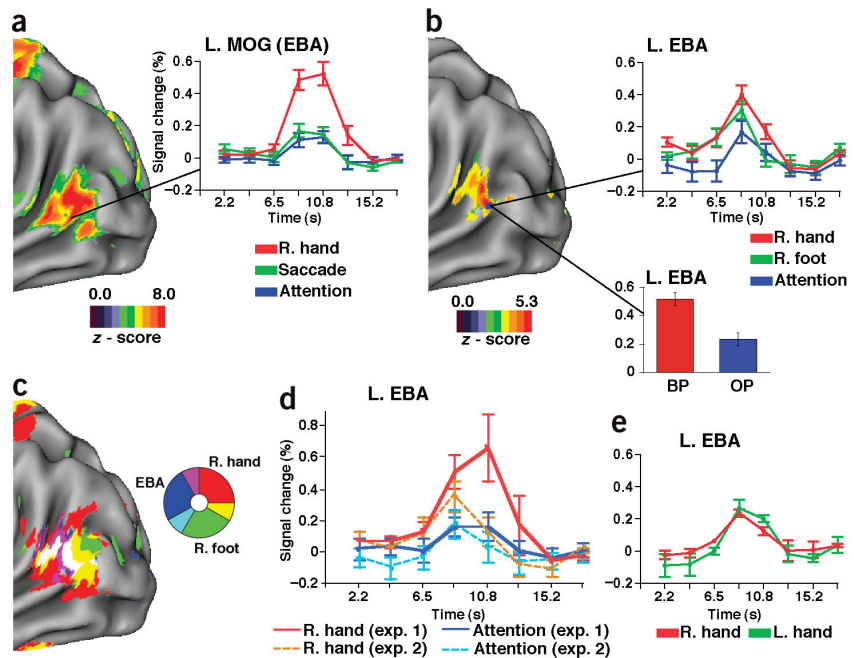 a
L. MOG (EBA)
Signal change (%)
0.6
0.4
0.2
0
−0.2
2.2 6.5 10.8 15.2
Time (s)
R. hand
Saccade
Attention
0.0 8.0
z - score
b
L. EBA
0.6
0.4
0.2
0
−0.2
2.2 6.5 10.8 15.2
Time (s)
R. hand
R. foot
Attention
0.0 5.3
z - score
L. EBA
0.6
0.4
0.2
0
BP OP
c
R. hand
EBA
R. foot
d
L. EBA
Signal change (%)
0.8
0.6
0.4
0.2
0
−0.2
2.2 6.5 10.8 15.2
Time (s)
R. hand (exp. 1) Attention (exp. 1)
R. hand (exp. 2) Attention (exp. 2)
e
L. EBA
0.6
0.4
0.2
0
−0.2
2.2 6.5 10.8 15.2
Time (s)
R. hand L. hand